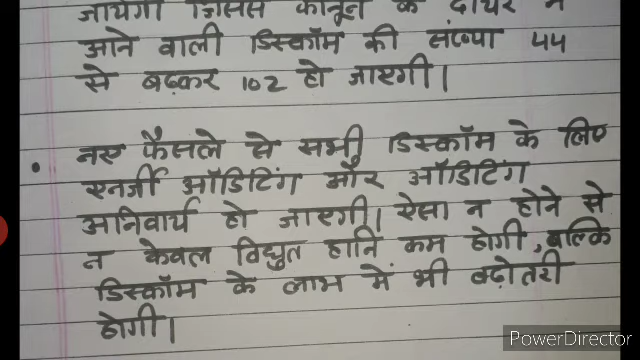 जायेगी जिससे कानून के दायरे में
आने वाली डिस्कॉम की संख्या 44
से बढ़कर 102 हो जाएगी।
नए फैसले से सभी डिस्कॉम के लिए
एनर्जी ऑडिटिंग और ऑडिटिंग
अनिवार्य हो जाएगी। ऐसा न होने से
न केवल विद्युत हानि कम होगी, बल्कि
डिस्कॉम के लाभ में भी बढ़ोतरी
होगी।
PowerDirector